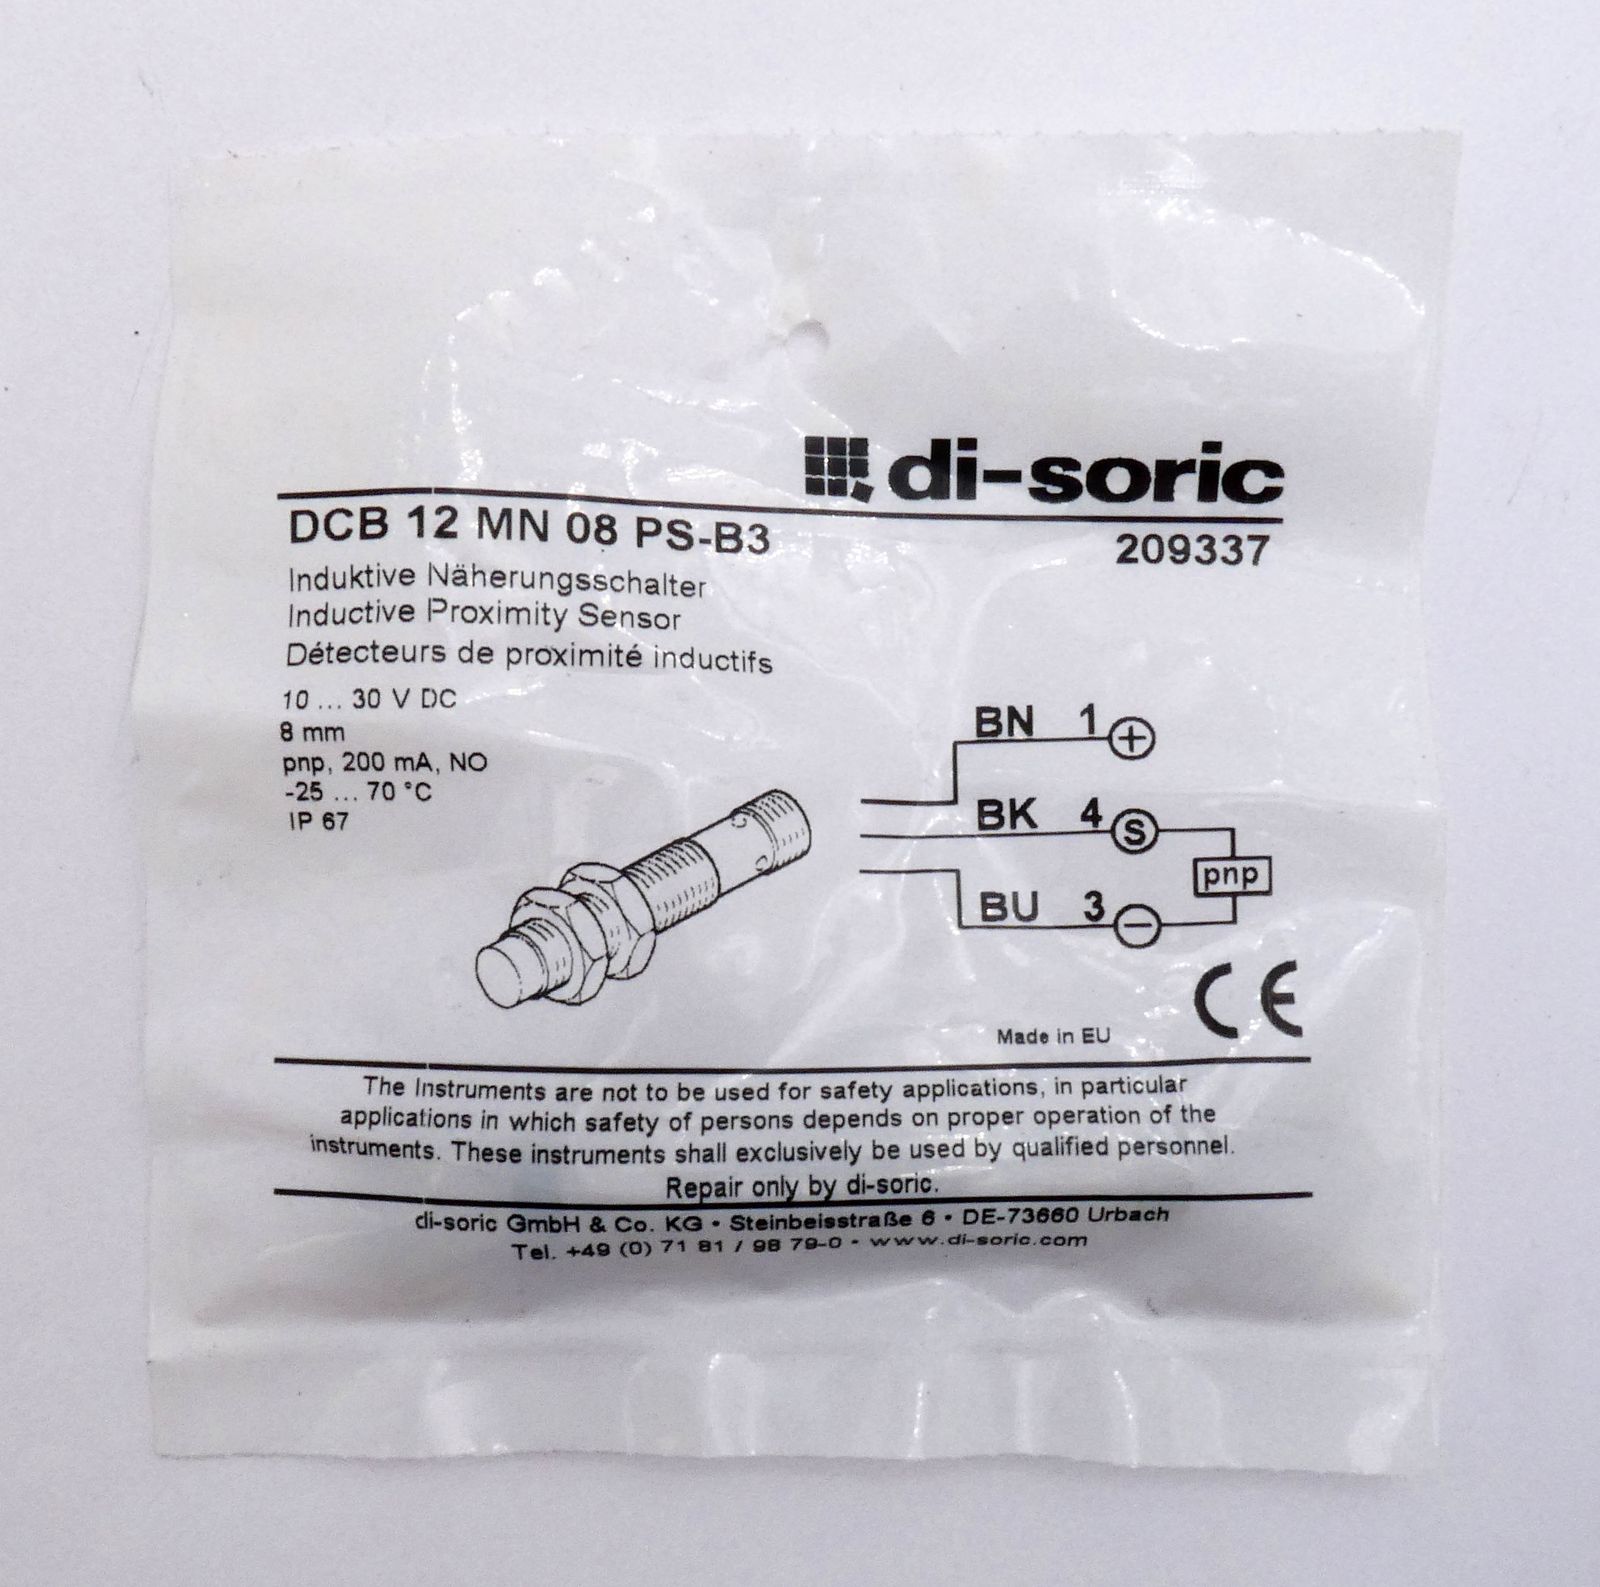 di-soric
DCB 12 MN 08 PS-B3
209337
Induktive Näherungsschalter
Inductive Proximity Sensor
Détecteurs de proximité inductifs
10 ... 30 V DC
8 mm
pnp, 200 mA, NO
-25 ... 70 °C
IP 67
BN 1 +
BK 4 S
pnp
BU 3 −
CE
Made in EU
The Instruments are not to be used for safety applications, in particular
applications in which safety of persons depends on proper operation of the
instruments. These instruments shall exclusively be used by qualified personnel.
Repair only by di-soric.
di-soric GmbH & Co. KG • Steinbeisstraße 6 • DE-73660 Urbach
Tel. +49 (0) 71 81 / 98 79-0 • www.di-soric.com